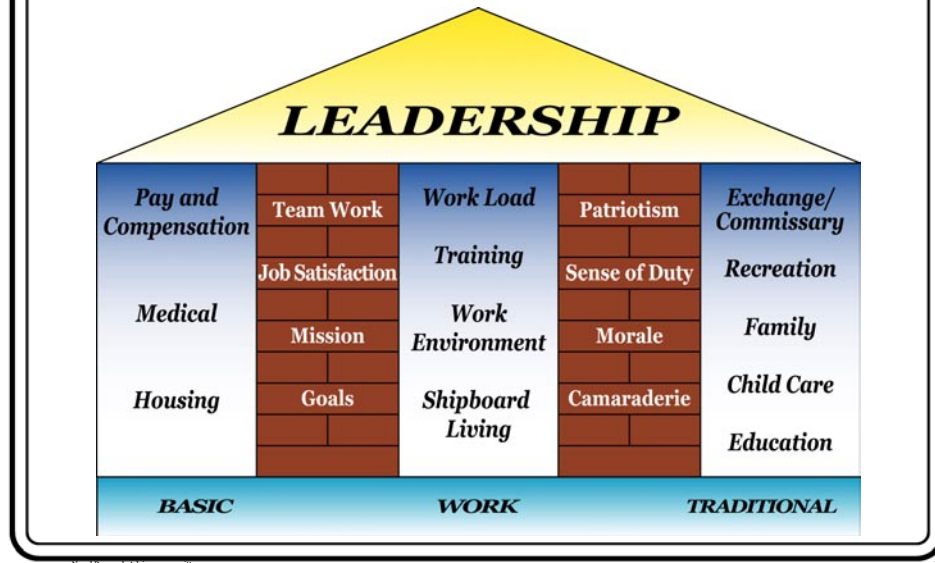 LEADERSHIP
Pay and
Compensation
Medical
Housing
Team Work
Job Satisfaction
Mission
Goals
Work Load
Training
Work
Environment
Shipboard
Living
Patriotism
Sense of Duty
Morale
Camaraderie
Exchange/
Commissary
Recreation
Family
Child Care
Education
BASIC
WORK
TRADITIONAL